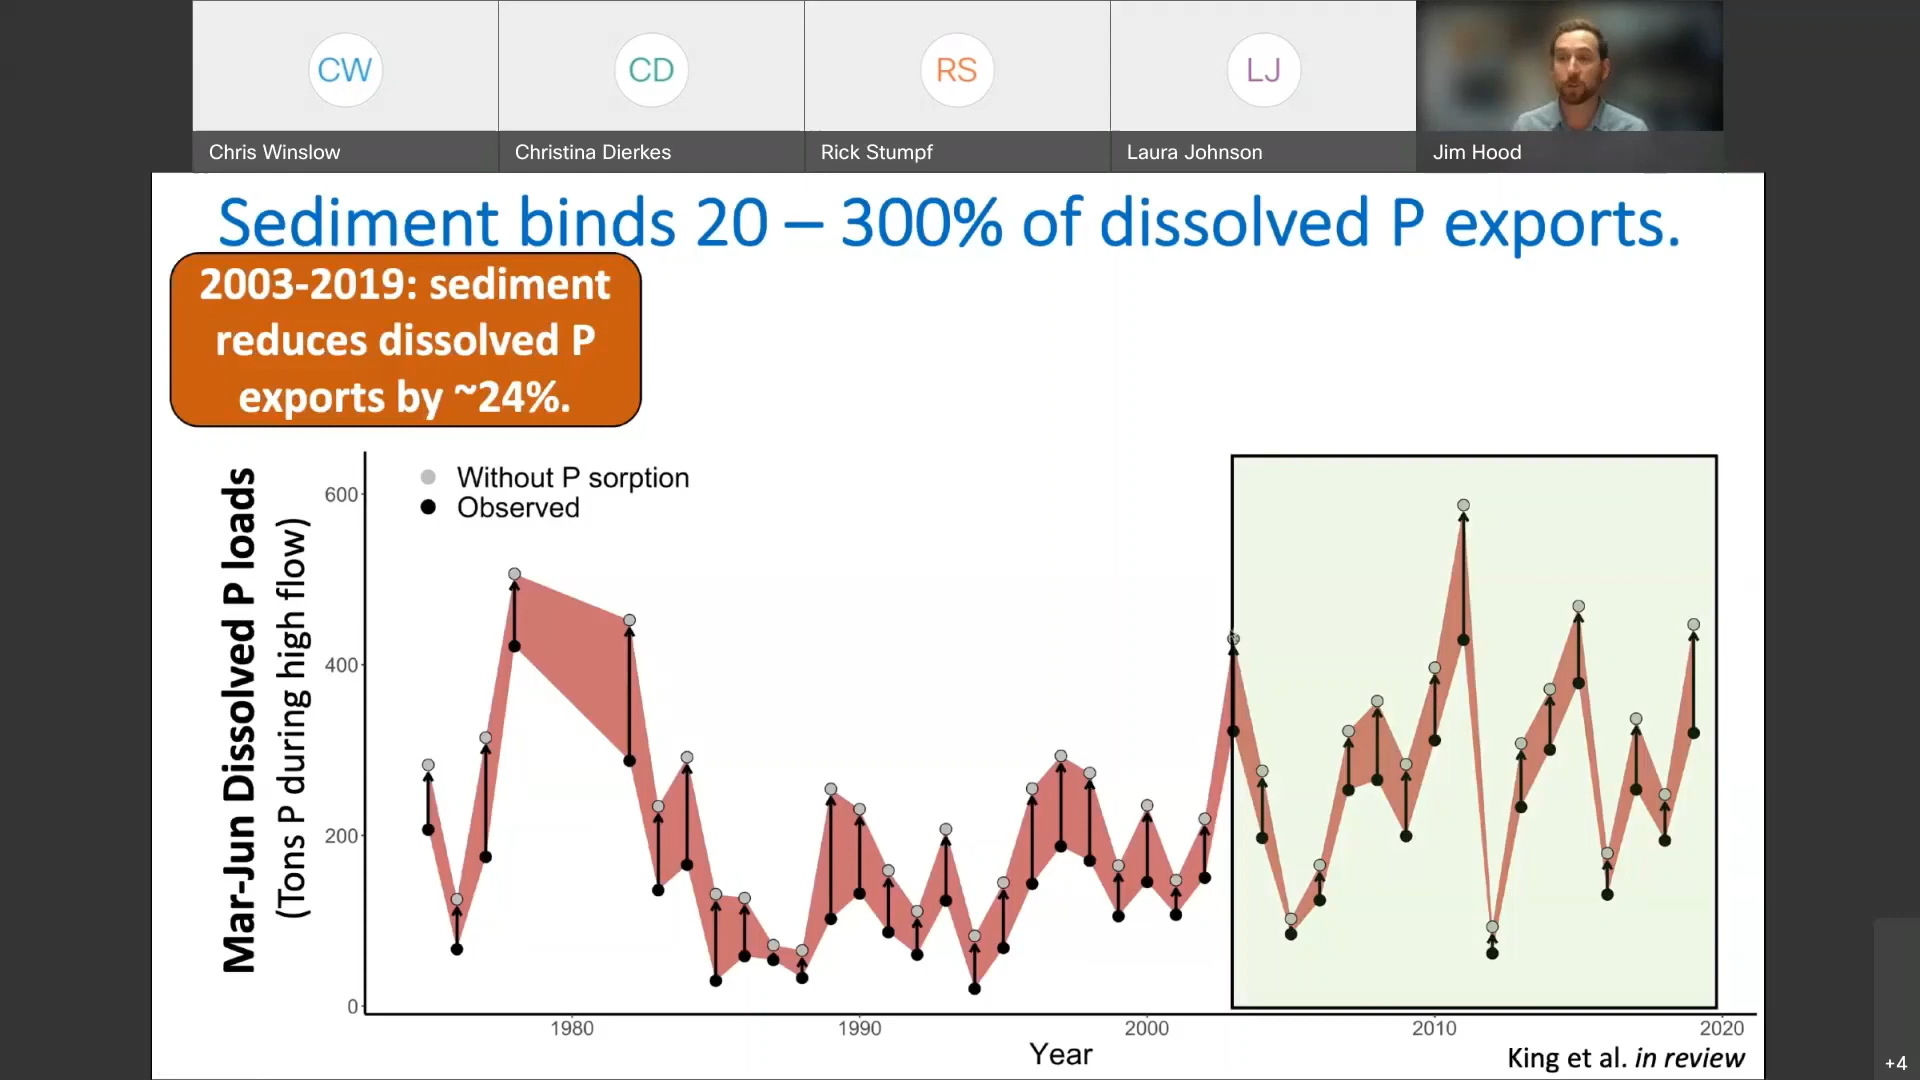 CW
CD
RS
LJ
Chris Winslow
Christina Dierkes
Rick Stumpf
Laura Johnson
Jim Hood
Sediment binds 20 – 300% of dissolved P exports.
2003-2019: sediment
reduces dissolved P
exports by ~24%.
Mar-Jun Dissolved P loads
(Tons P during high flow)
Without P sorption
Observed
600
400
200
0
1980
1990
2000
2010
2020
Year
King et al. in review
+4